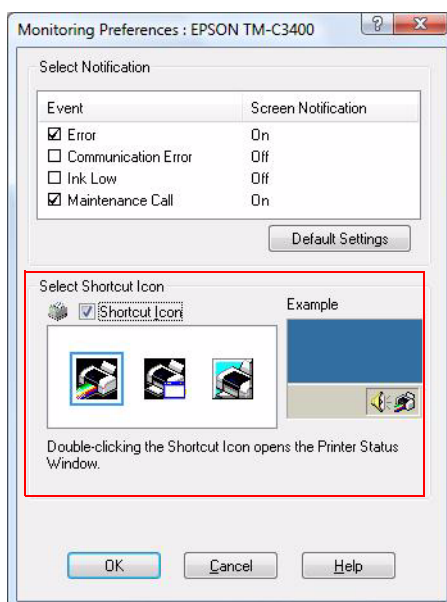 Monitoring Preferences : EPSON TM-C3400
Select Notification
Event Screen Notification
Error On
Communication Error Off
Ink Low Off
Maintenance Call On
Default Settings
Select Shortcut Icon
Shortcut Icon Example
Double-clicking the Shortcut Icon opens the Printer Status
Window.
OK Cancel Help